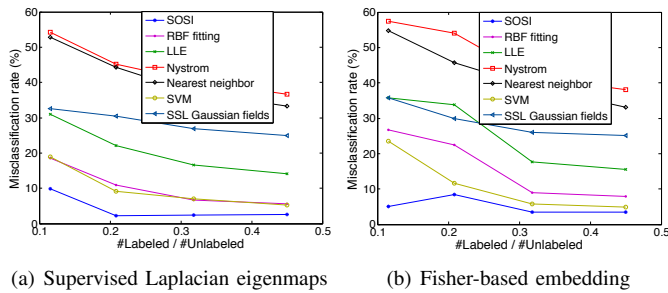 60
50
40
30
20
10
0
Misclassification rate (%)
0.1
0.2
0.3
0.4
0.5
#Labeled / #Unlabeled
SOSI
RBF fitting
LLE
Nystrom
Nearest neighbor
SVM
SSL Gaussian fields
(a) Supervised Laplacian eigenmaps
60
50
40
30
20
10
0
Misclassification rate (%)
0.1
0.2
0.3
0.4
0.5
#Labeled / #Unlabeled
SOSI
RBF fitting
LLE
Nystrom
Nearest neighbor
SVM
SSL Gaussian fields
(b) Fisher-based embedding